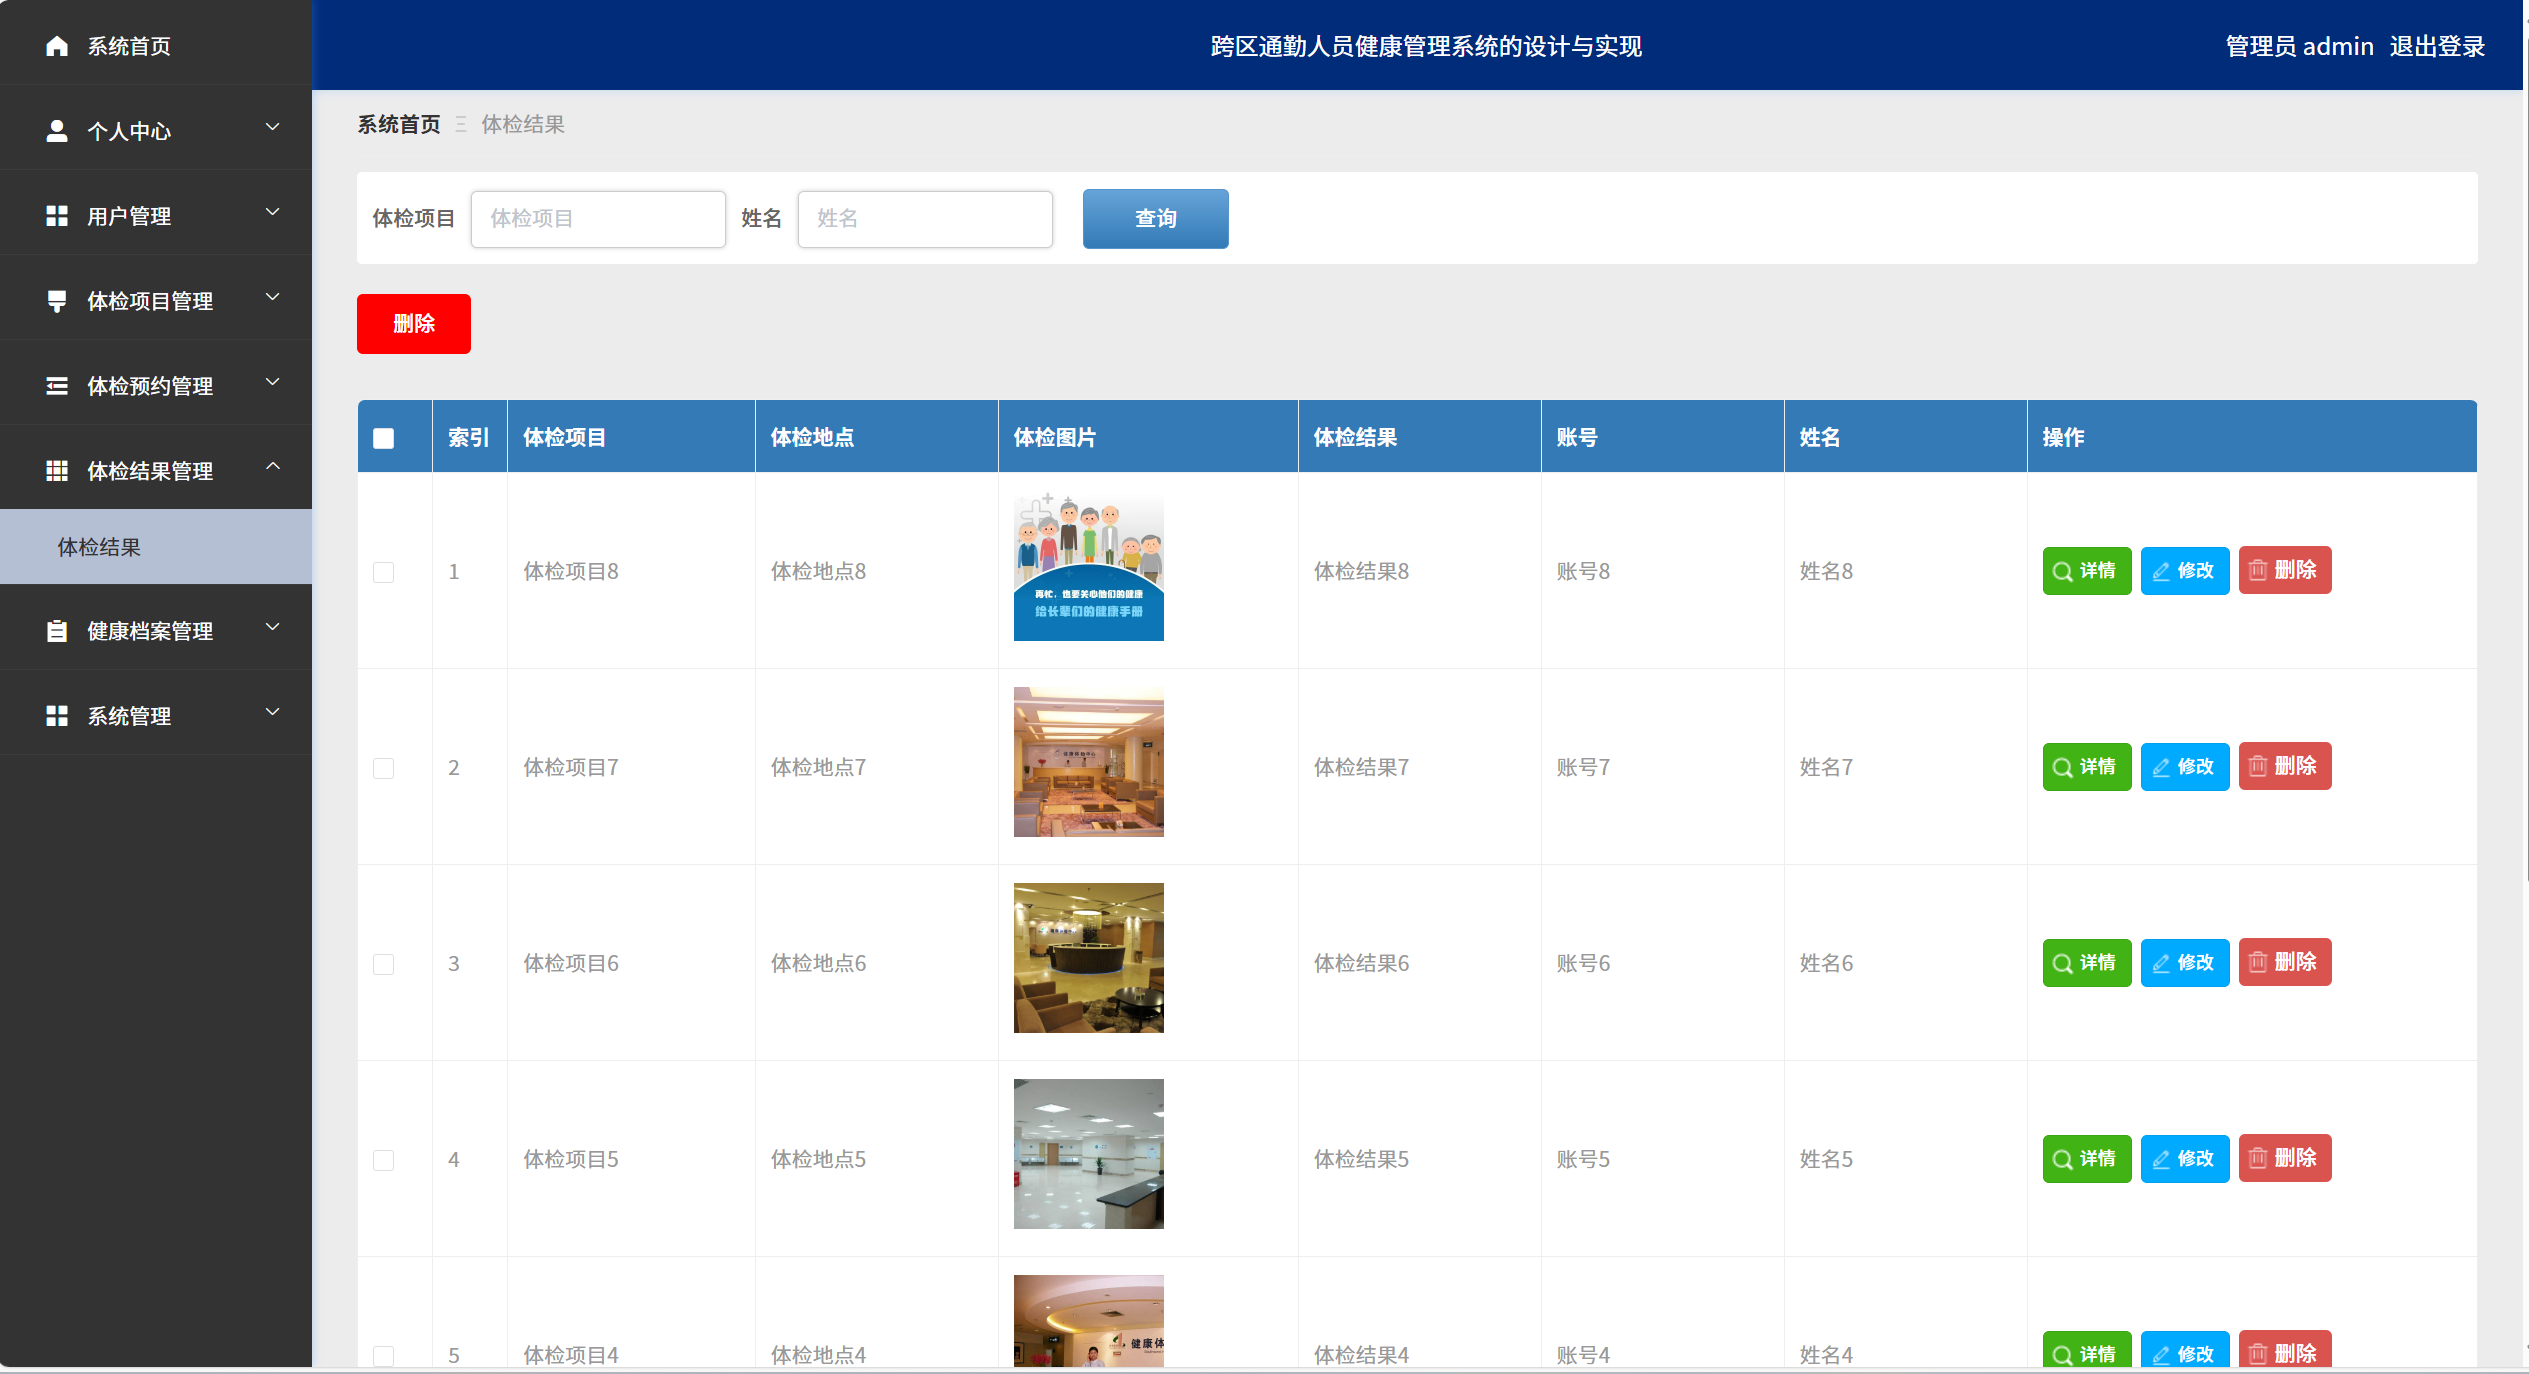 系统首页
个人中心
用户管理
体检项目管理
体检预约管理
体检结果管理
体检结果
健康档案管理
系统管理
跨区通勤人员健康管理系统的设计与实现
管理员 admin 退出登录
系统首页 体检结果
体检项目 体检项目 姓名 姓名 查询
删除
索引 体检项目 体检地点 体检图片 体检结果 账号 姓名 操作
再忙，也要关心他们的健康
给长辈们的健康手册
1 体检项目8 体检地点8 体检结果8 账号8 姓名8 详情 修改 删除
2 体检项目7 体检地点7 体检结果7 账号7 姓名7 详情 修改 删除
3 体检项目6 体检地点6 体检结果6 账号6 姓名6 详情 修改 删除
4 体检项目5 体检地点5 体检结果5 账号5 姓名5 详情 修改 删除
健康体
5 体检项目4 体检地点4 体检结果4 账号4 姓名4 详情 修改 删除